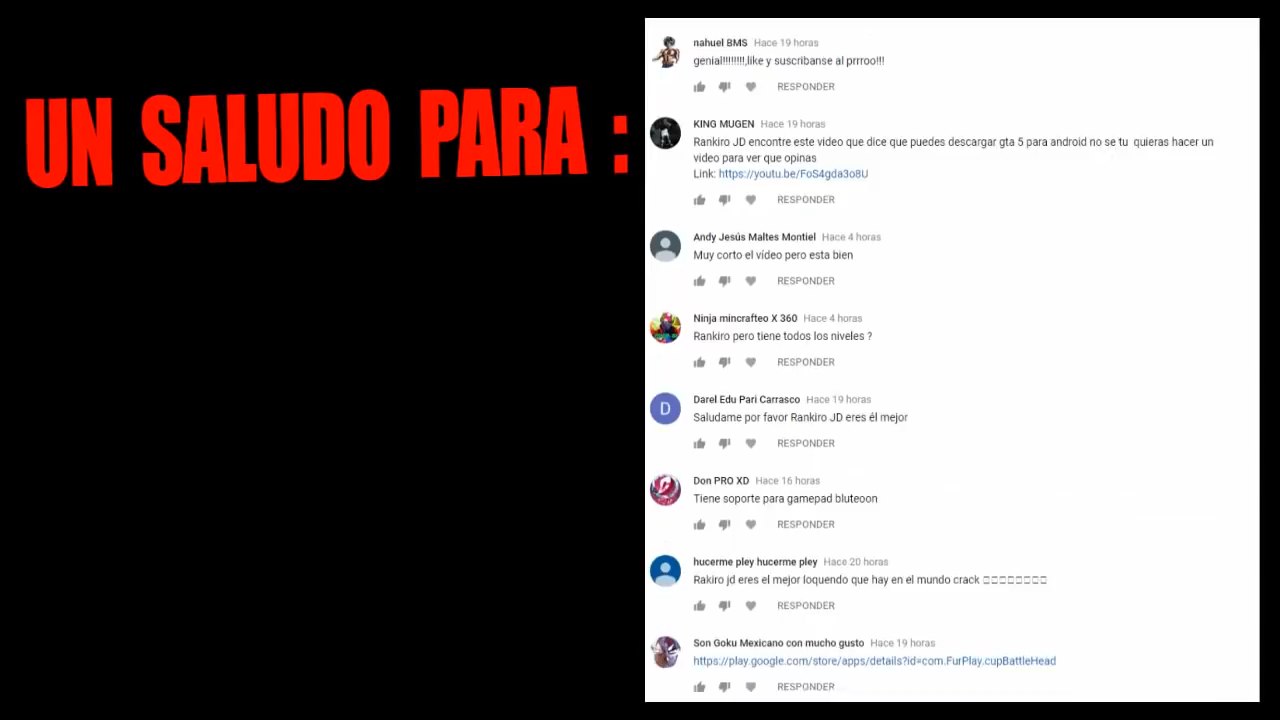 UN SALUDO PARA :
nahuel BMS Hace 19 horas
genial!!!!!!!!,like y suscribanse al prrroo!!!
RESPONDER
KING MUGEN Hace 19 horas
Rankiro JD encontre este video que dice que puedes descargar gta 5 para android no se tu quieras hacer un
video para ver que opinas
Link: https://youtu.be/FoS4gda3o8U
RESPONDER
Andy Jesús Maltes Montiel Hace 4 horas
Muy corto el vídeo pero esta bien
RESPONDER
Ninja mincrafteo X 360 Hace 4 horas
Rankiro pero tiene todos los niveles ?
RESPONDER
D
Darel Edu Pari Carrasco Hace 19 horas
Saludame por favor Rankiro JD eres él mejor
RESPONDER
Don PRO XD Hace 16 horas
Tiene soporte para gamepad bluteoon
RESPONDER
hucerme pley hucerme pley Hace 20 horas
Rakiro jd eres el mejor loquendo que hay en el mundo crack □□□□□□□□
RESPONDER
Son Goku Mexicano con mucho gusto Hace 19 horas
https://play.google.com/store/apps/details?id=com.FurPlay.cupBattleHead
RESPONDER